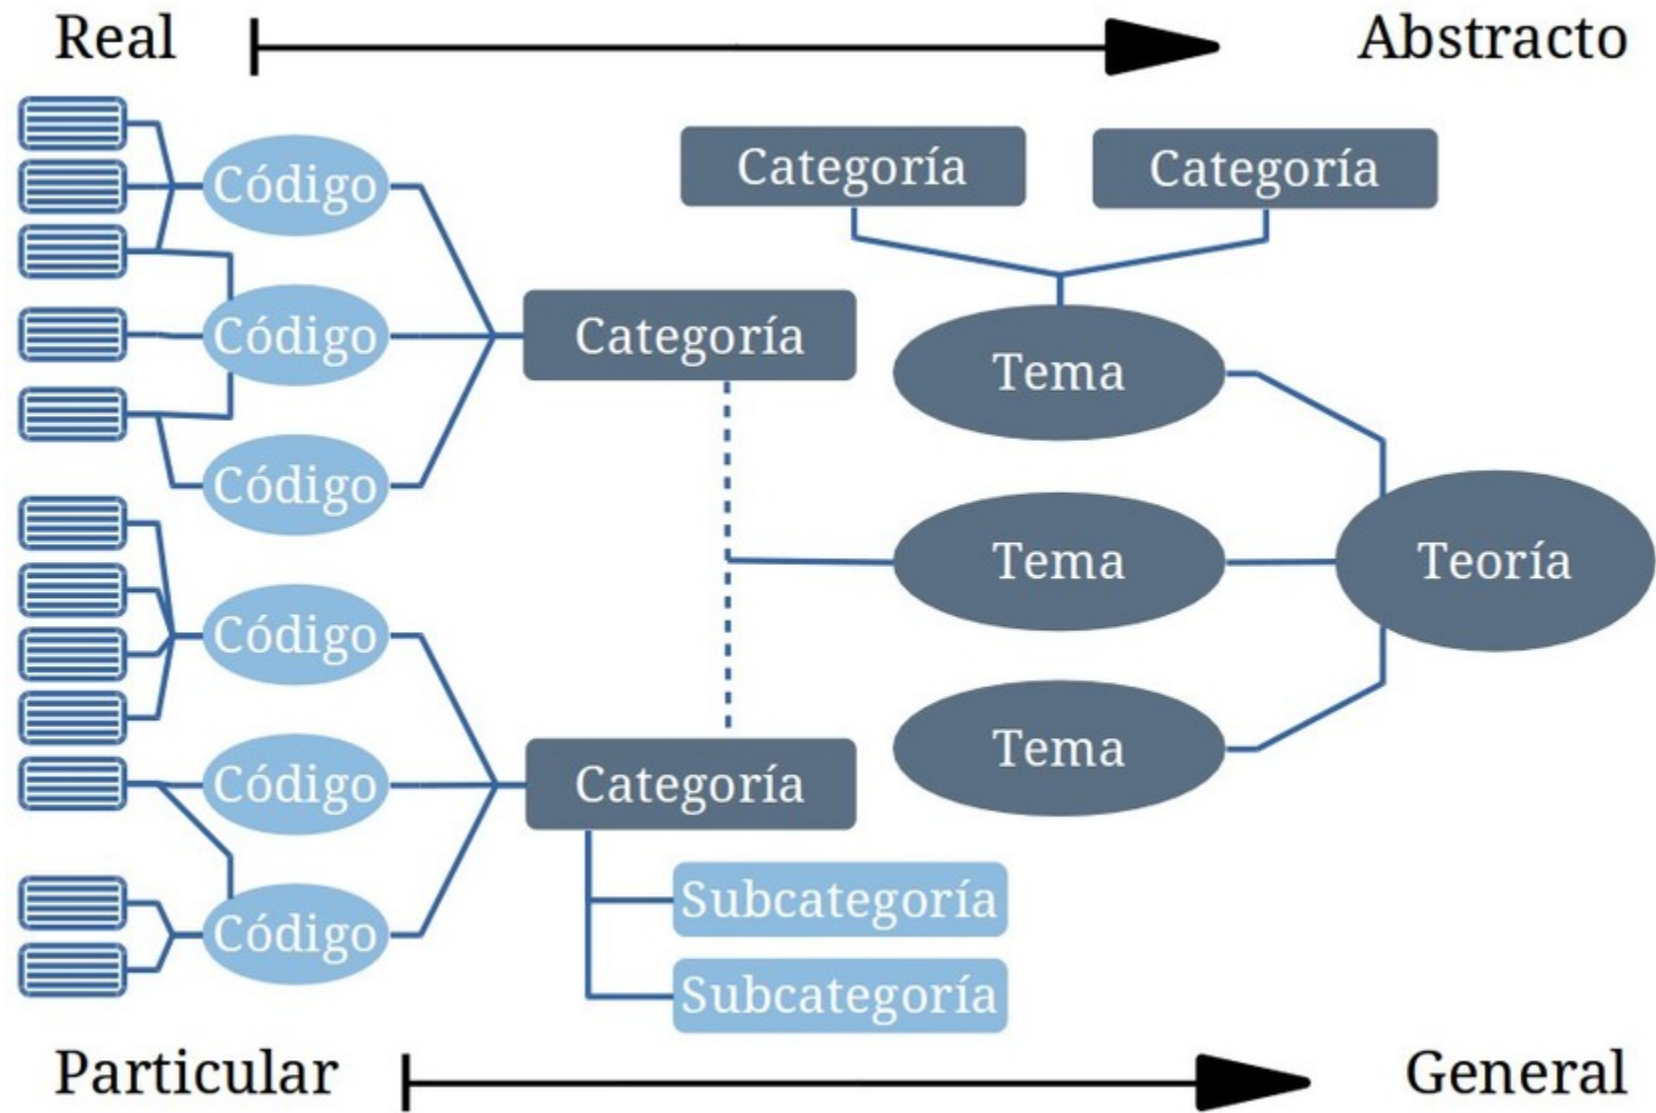 Real
Abstracto
Categoría
Categoría
Código
Código
Código
Categoría
Tema
Tema
Tema
Teoría
Código
Código
Código
Categoría
Subcategoría
Subcategoría
Particular
General